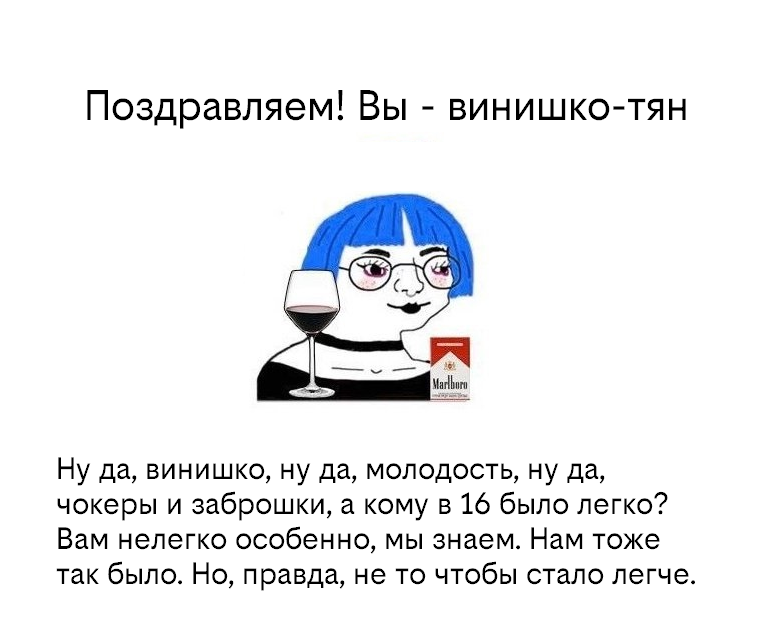 Поздравляем! Вы - винишко-тян
Marlboro
Ну да, винишко, ну да, молодость, ну да,
чокеры и заброшки, а кому в 16 было легко?
Вам нелегко особенно, мы знаем. Нам тоже
так было. Но, правда, не то чтобы стало легче.